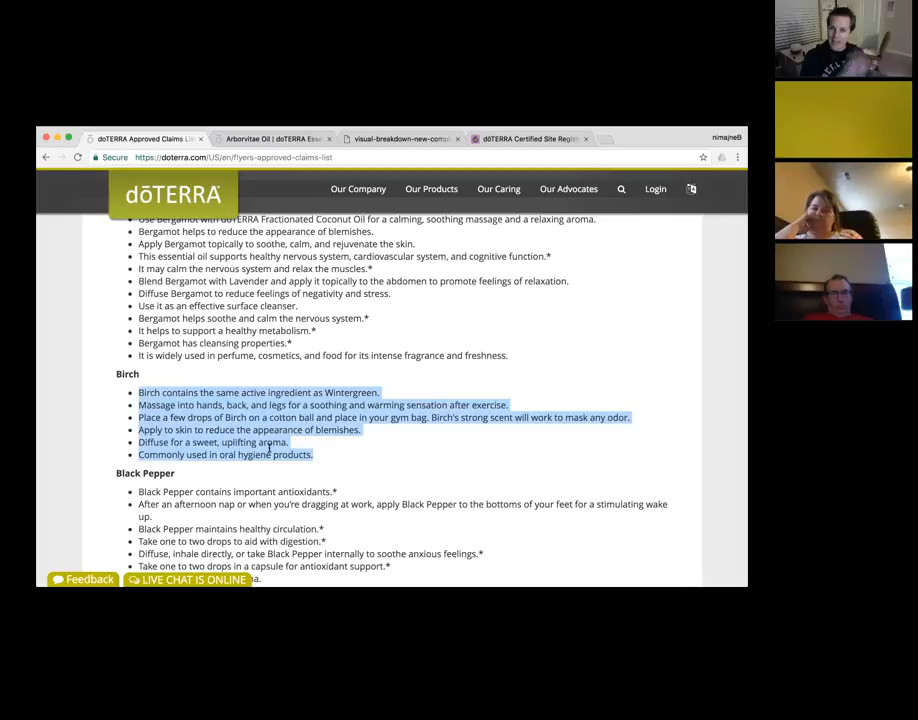 doTERRA Approved Claims Lis
Arborvitae Oil | dōTERRA Esse
visual-breakdown-new-compl
dōTERRA Certified Site Regist
nimajneB
Secure https://doterra.com/US/en/flyers-approved-claims-list
dōTERRA
Our Company
Our Products
Our Caring
Our Advocates
Login
Use Bergamot with dōTERRA Fractionated Coconut Oil for a calming, soothing massage and a relaxing aroma.
Bergamot helps to reduce the appearance of blemishes.
Apply Bergamot topically to soothe, calm, and rejuvenate the skin.
This essential oil supports healthy nervous system, cardiovascular system, and cognitive function.*
It may calm the nervous system and relax the muscles.*
Blend Bergamot with Lavender and apply it topically to the abdomen to promote feelings of relaxation.
Diffuse Bergamot to reduce feelings of negativity and stress.
Use it as an effective surface cleanser.
Bergamot helps soothe and calm the nervous system.*
It helps to support a healthy metabolism.*
Bergamot has cleansing properties.*
It is widely used in perfume, cosmetics, and food for its intense fragrance and freshness.
Birch
Birch contains the same active ingredient as Wintergreen.
Massage into hands, back, and legs for a soothing and warming sensation after exercise.
Place a few drops of Birch on a cotton ball and place in your gym bag. Birch's strong scent will work to mask any odor.
Apply to skin to reduce the appearance of blemishes.
Diffuse for a sweet, uplifting aroma.
Commonly used in oral hygiene products.
Black Pepper
Black Pepper contains important antioxidants.*
After an afternoon nap or when you're dragging at work, apply Black Pepper to the bottoms of your feet for a stimulating wake
up.
Black Pepper maintains healthy circulation.*
Take one to two drops to aid with digestion.*
Diffuse, inhale directly, or take Black Pepper internally to soothe anxious feelings.*
Take one to two drops in a capsule for antioxidant support.*
Feedback
LIVE CHAT IS ONLINE